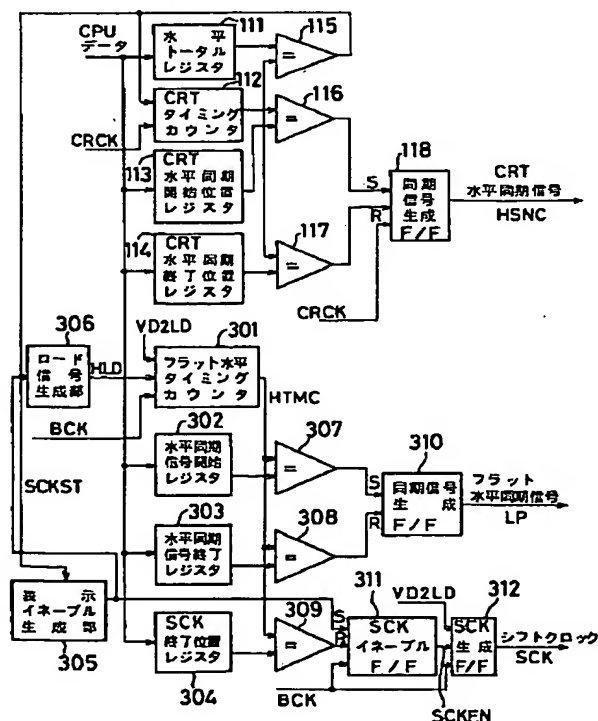 CPU
データ
111
水平
トータル
レジスタ
115
=
112
CRT
タイミング
カウンタ
116
=
CRCK
113
CRT
水平同期
開始位置
レジスタ
118
S
R
同期
信号
生成
F/F
CRT
水平同期信号
HSNC
114
CRT
水平同期
終了位置
レジスタ
117
=
CRCK
306
ロード
信号
生成部
HLD
VD2LD
301
フラット水平
タイミング
カウンタ
HTMC
BCK
SCKST
302
水平同期
信号開始
レジスタ
307
=
310
S
R
同期信号
生成
F/F
フラット
水平同期信号
LP
303
水平同期
信号終了
レジスタ
308
=
表示
イネーブル
生成部
305
SCK
終了位置
レジスタ
304
309
=
311
S
R
SCK
イネーブル
F/F
VD2LD
312
SCK
生成
F/F
シフトクロック
SCK
BCK
SCKEN